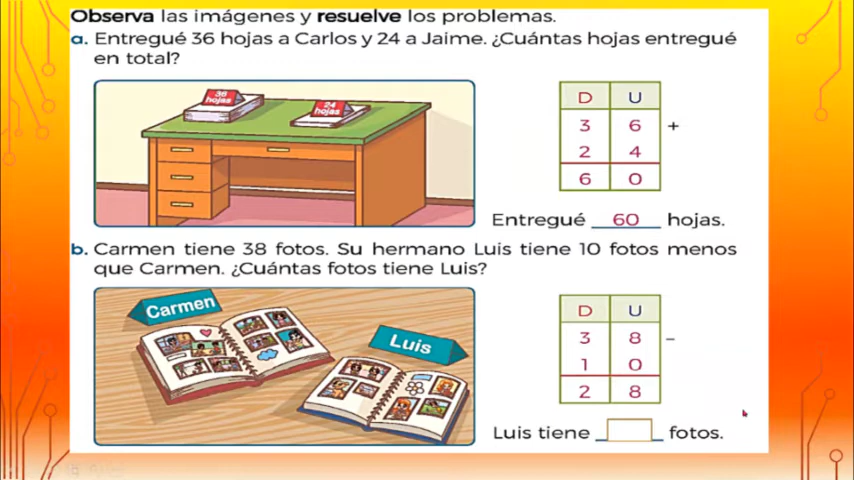 Observa las imágenes y resuelve los problemas.
a. Entregué 36 hojas a Carlos y 24 a Jaime. ¿Cuántas hojas entregué
en total?
36
hojas
24
hojas
D U
3 6 +
2 4
6 0
Entregué 60 hojas.
b. Carmen tiene 38 fotos. Su hermano Luis tiene 10 fotos menos
que Carmen. ¿Cuántas fotos tiene Luis?
Carmen
Luis
D U
3 8 –
1 0
2 8
Luis tiene __ fotos.